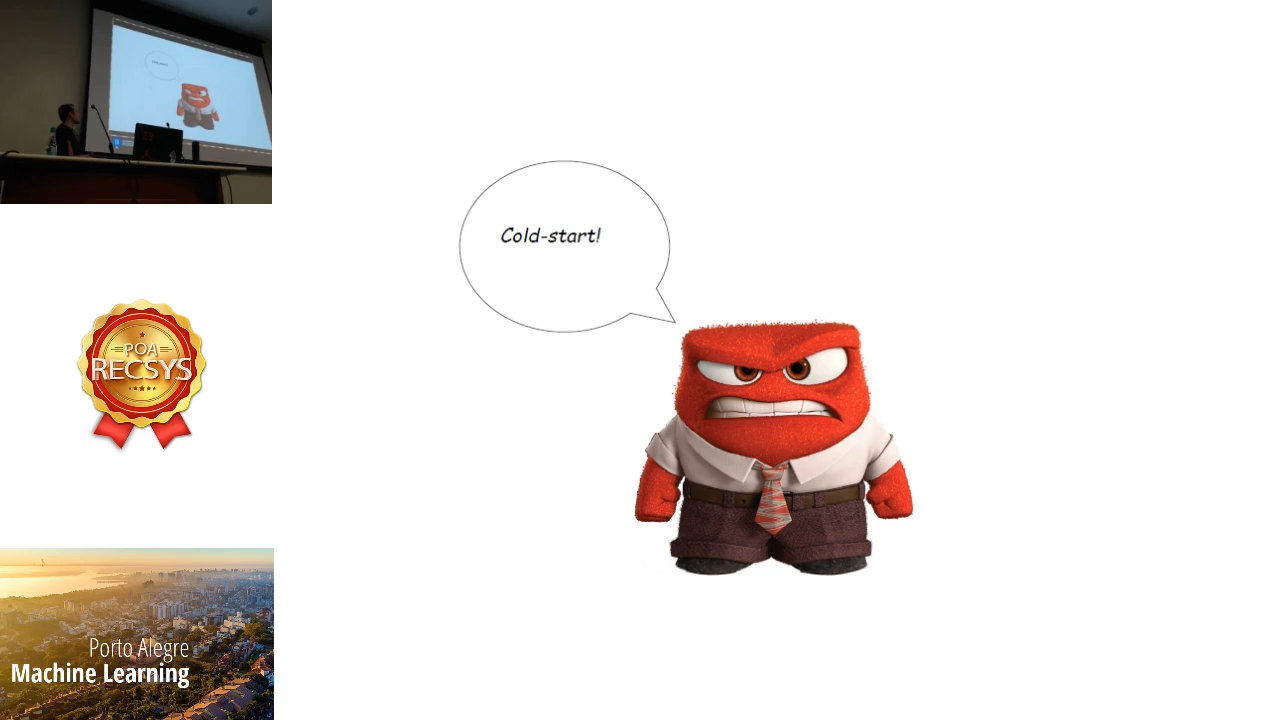 Cold-start!
POA
RECSYS
Porto Alegre
Machine Learning